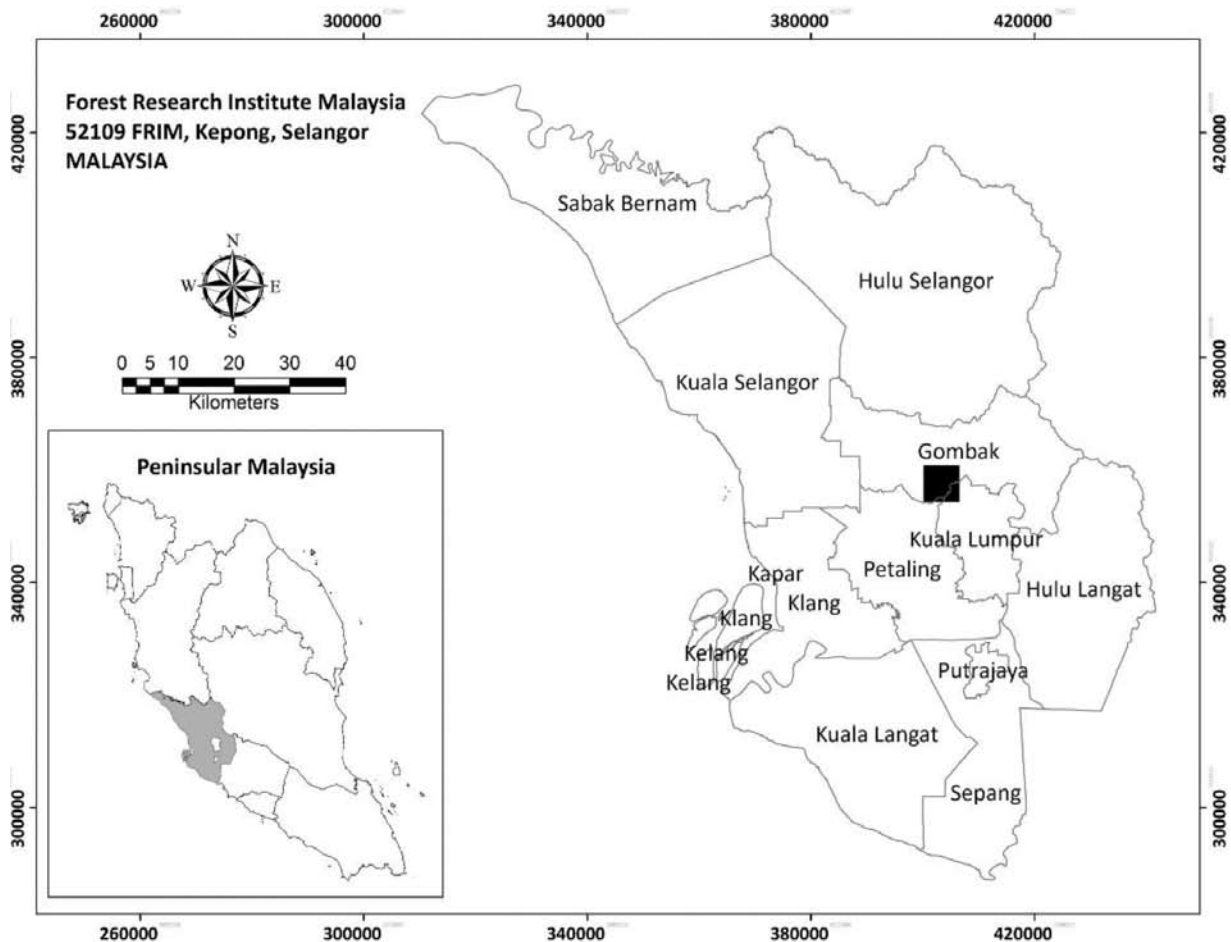 260000 300000 340000 380000 420000
Forest Research Institute Malaysia
52109 FRIM, Kepong, Selangor
MALAYSIA
420000
420000
Sabak Bernam
Hulu Selangor
N
W E
S
0 5 10 20 30 40
Kilometers
380000
380000
Kuala Selangor
Gombak
Peninsular Malaysia
Kuala Lumpur
Petaling
Hulu Langat
Kapar
Klang
Klang
340000
340000
Kelang
Kelang
Putrajaya
Kuala Langat
Sepang
300000
300000
260000 300000 340000 380000 420000